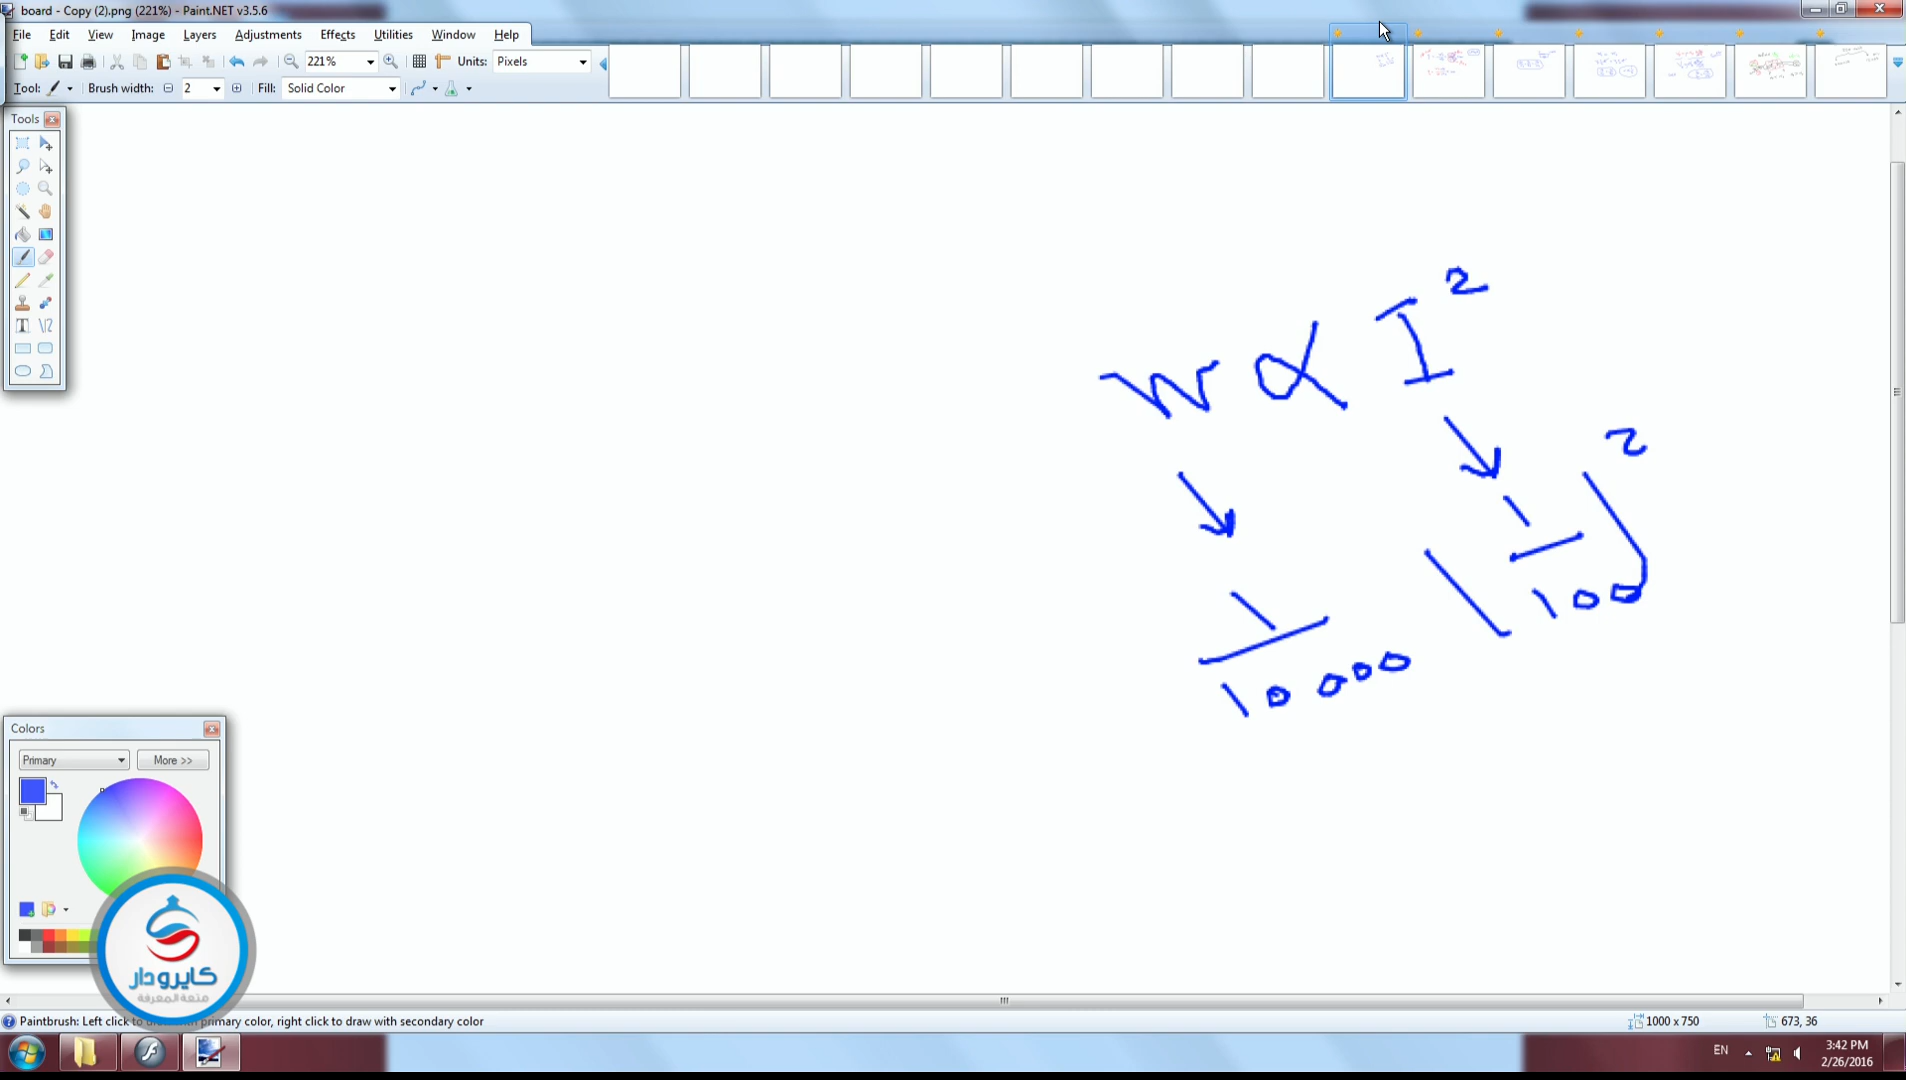 board - Copy (2).png (221%) - Paint.NET v3.5.6
File Edit View Image Layers Adjustments Effects Utilities Window Help
221% Units: Pixels
Tool: Brush width: 2 Fill: Solid Color
Tools
W ∝ I²
1/10000 (1/100)²
Colors
Primary More >>
كايرودار
متعة المعرفة
Paintbrush: Left click to primary color, right click to draw with secondary color
1000 x 750 673, 36
EN 3:42 PM
2/26/2016